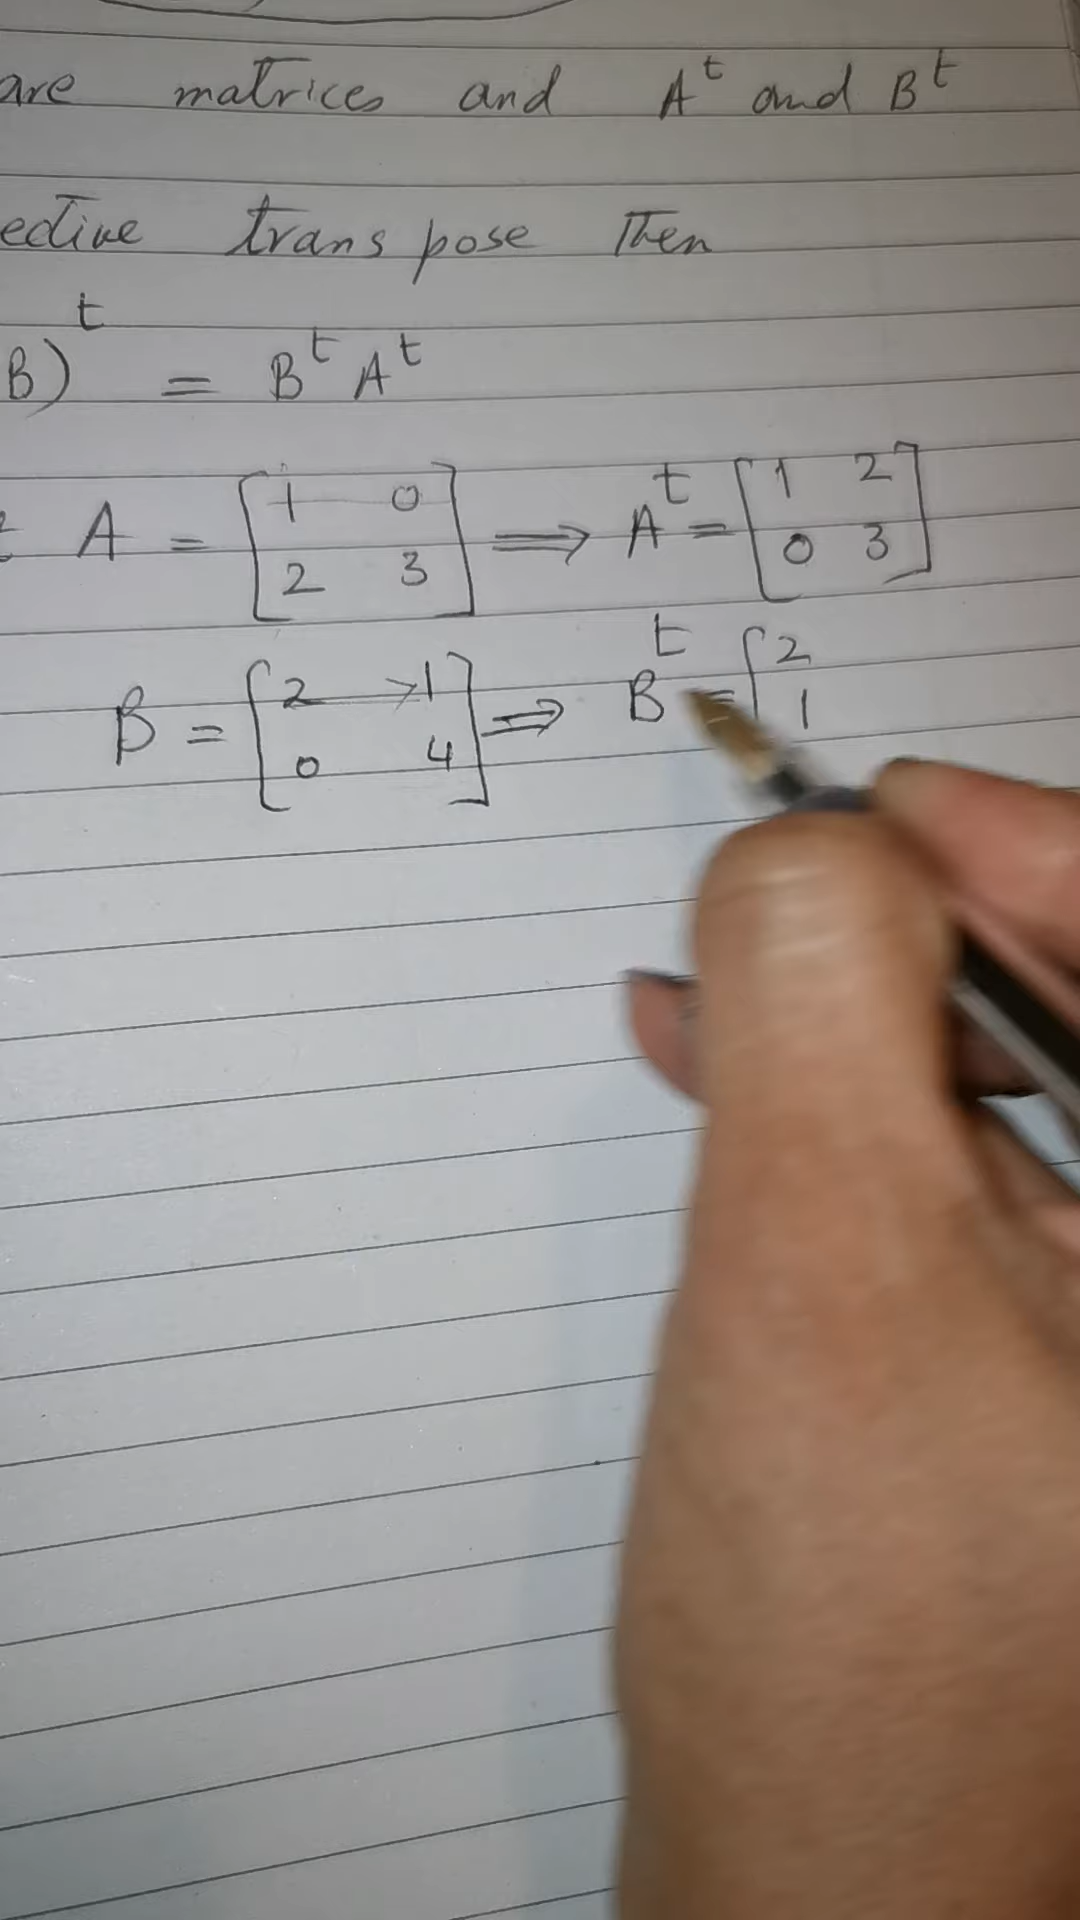 are matrices and A^t and B^t
ective transpose Then
B)^t = B^t A^t
A = [1 0; 2 3] ⟹ A^t = [1 2; 0 3]
B = [2 1; 0 4] ⟹ B^t = [2 1